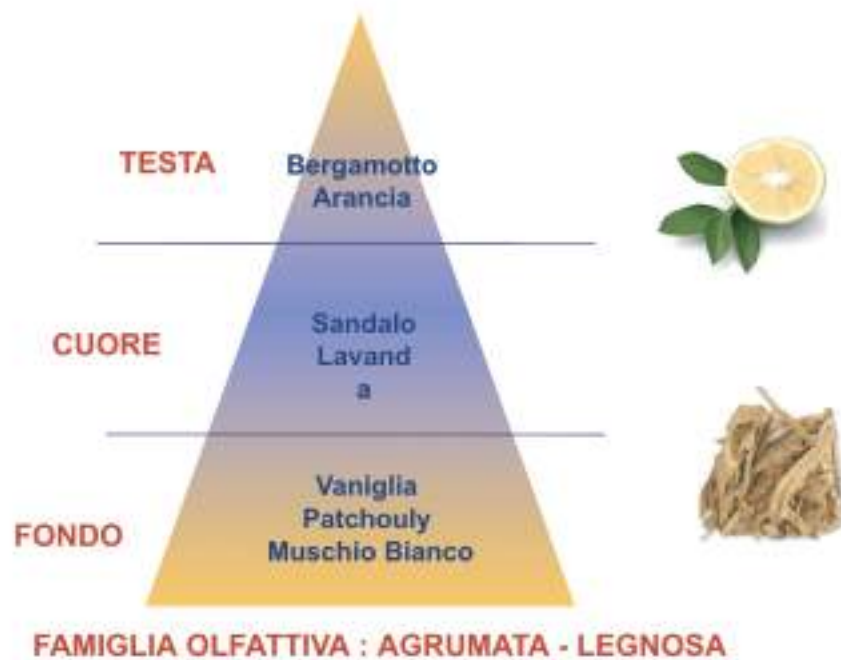 TESTA
Bergamotto
Arancia
CUORE
Sandalo
Lavand
a
FONDO
Vaniglia
Patchouly
Muschio Bianco
FAMIGLIA OLFATTIVA : AGRUMATA - LEGNOSA